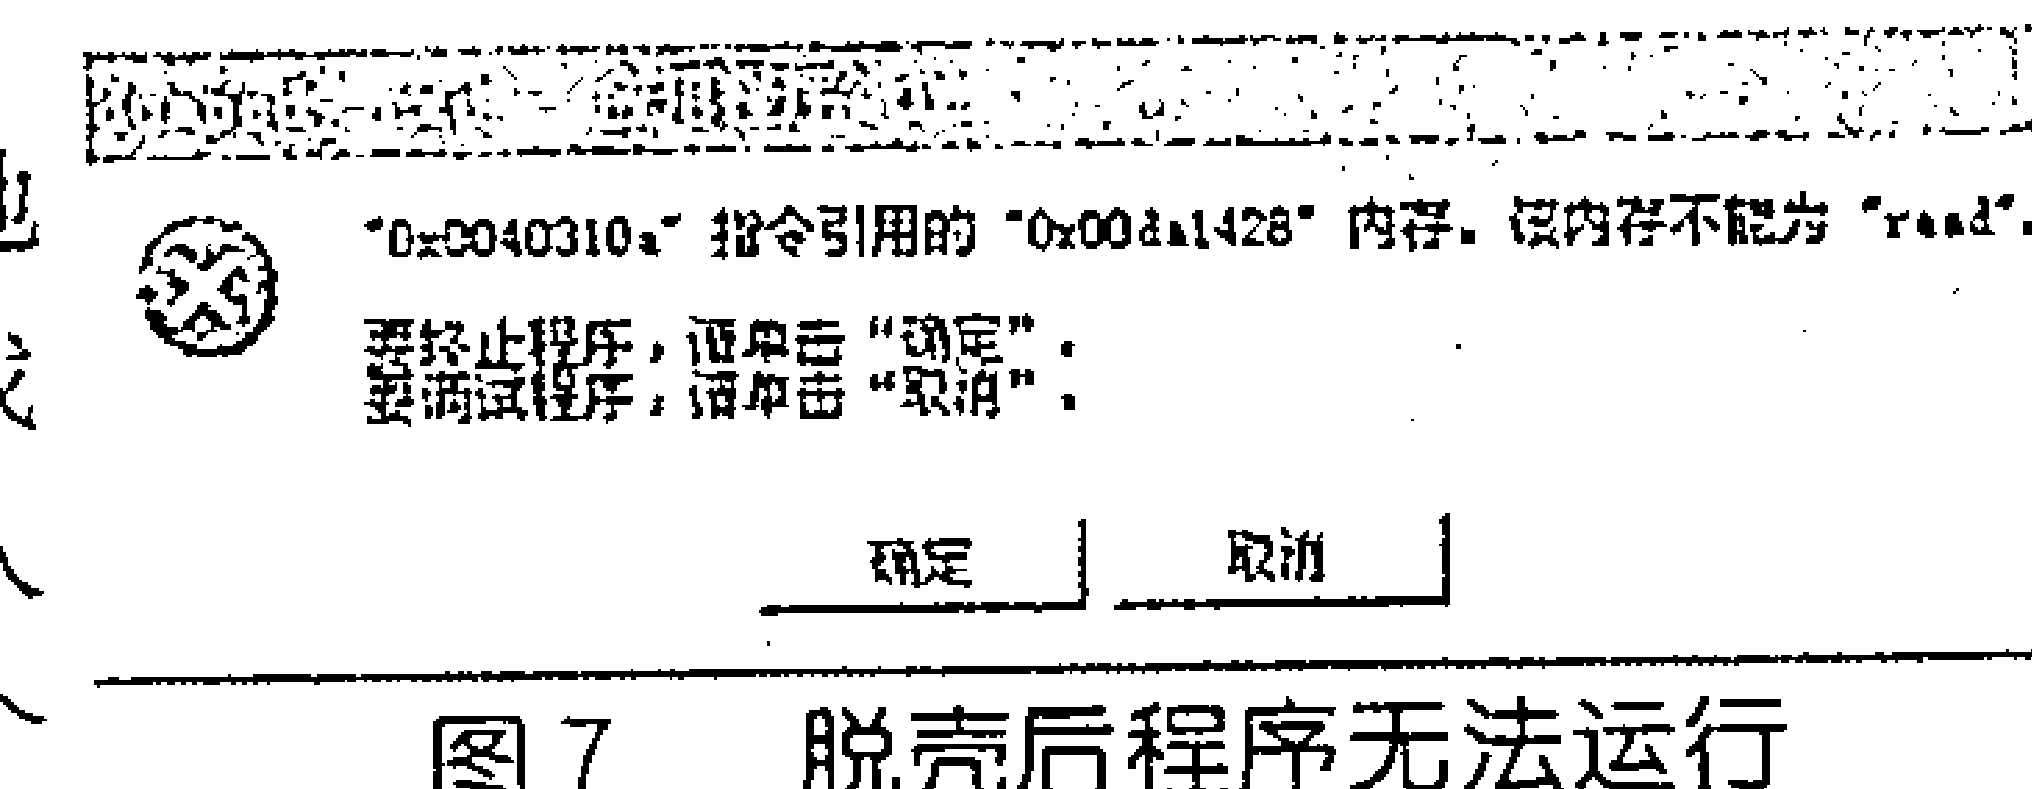 "0x0040310a" 指令引用的 "0x00da1428" 内存。该内存不能为 "read"。
要终止程序，请单击 “确定”。
要调试程序，请单击 “取消”。
确定 取消
图 7 脱壳后程序无法运行